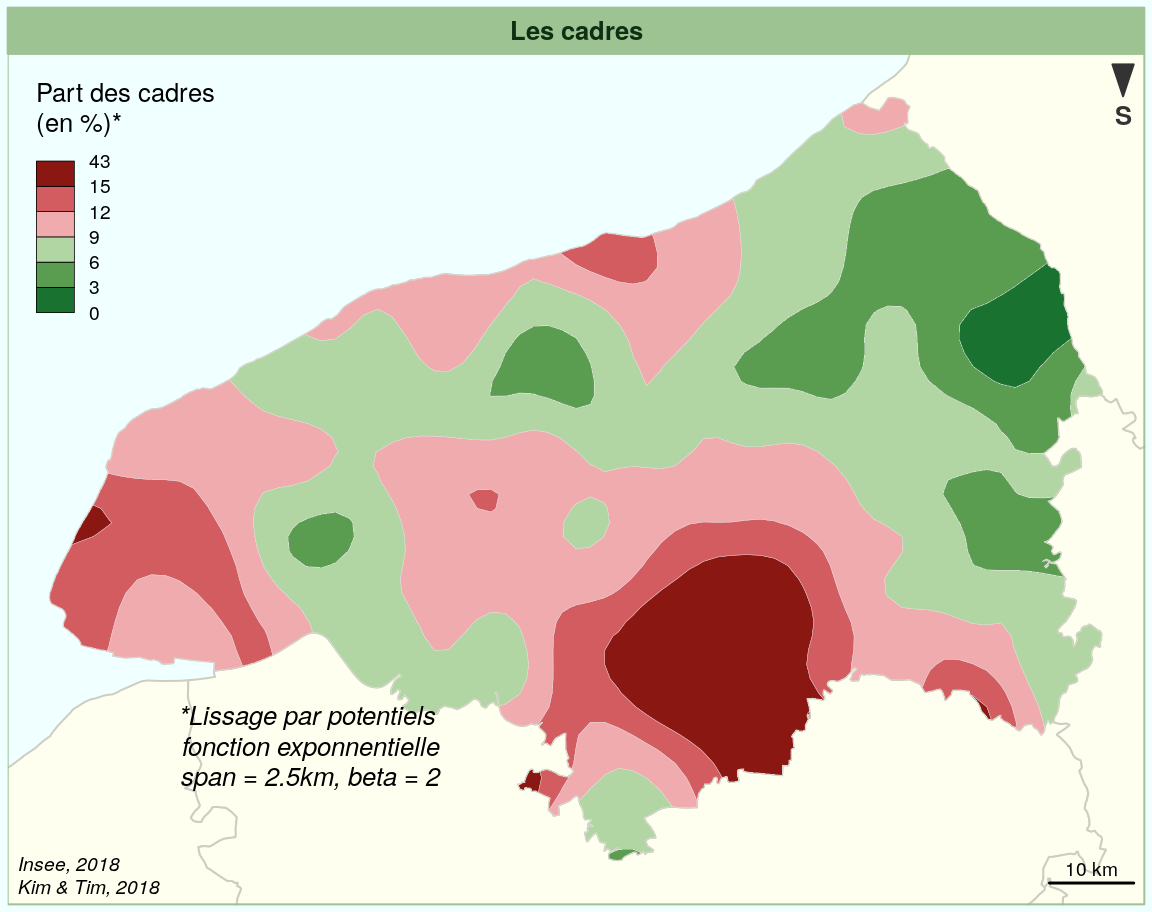 Les cadres
S
Part des cadres
(en %)*
43
15
12
9
6
3
0
*Lissage par potentiels
fonction exponnentielle
span = 2.5km, beta = 2
Insee, 2018
Kim & Tim, 2018
10 km